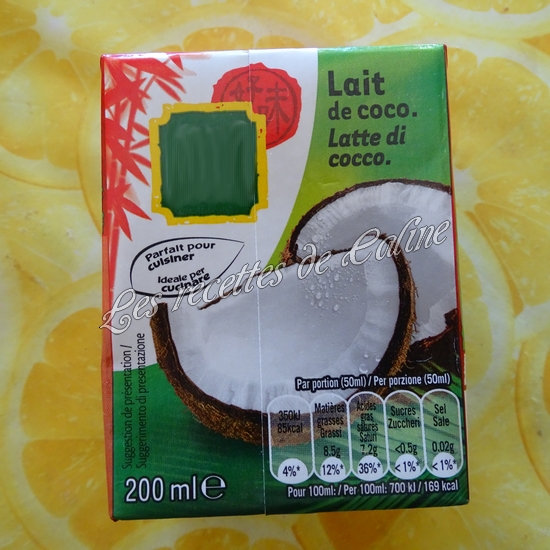 好味
Lait
de coco.
Latte di
cocco.
Parfait pour
cuisiner
Ideale per
cucinare
Les recettes de Caline
Suggestion de présentation /
Suggerimento di presentazione
Par portion (50ml) / Per porzione (50ml)
350kJ
85kcal
4%*
Matières
grasses
Grassi
8.5g
12%*
Acides
gras
saturés
Saturi
7.2g
36%*
Sucres
Zuccheri
<0.5g
<1%*
Sel
Sale
0.02g
<1%*
Pour 100ml: / Per 100ml: 700 kJ / 169 kcal
200 ml e